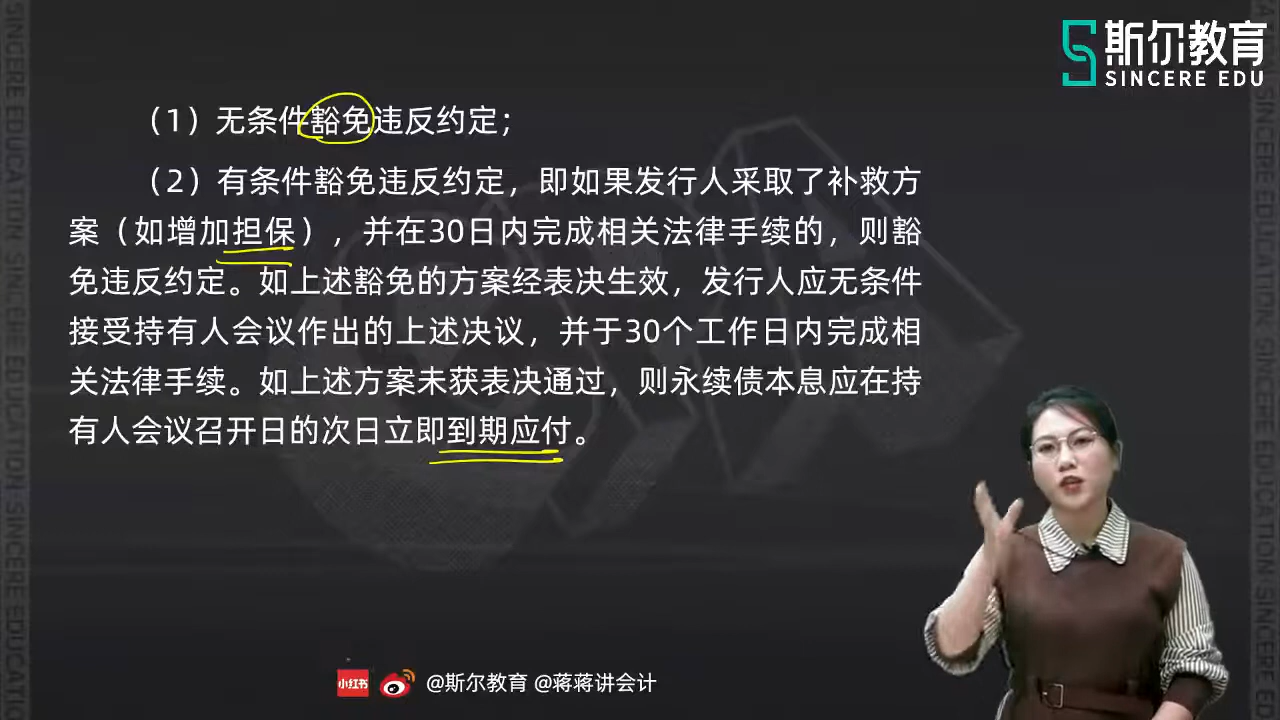 斯尔教育
SINCERE EDU
（1）无条件豁免违反约定；
（2）有条件豁免违反约定，即如果发行人采取了补救方
案（如增加担保），并在30日内完成相关法律手续的，则豁
免违反约定。如上述豁免的方案经表决生效，发行人应无条件
接受持有人会议作出的上述决议，并于30个工作日内完成相
关法律手续。如上述方案未获表决通过，则永续债本息应在持
有人会议召开日的次日立即到期应付。
小红书 @斯尔教育 @蒋蒋讲会计
SINCERE EDUCATION SINCERE EDUCATION
SINCERE EDUCATION SINCERE EDUCATION